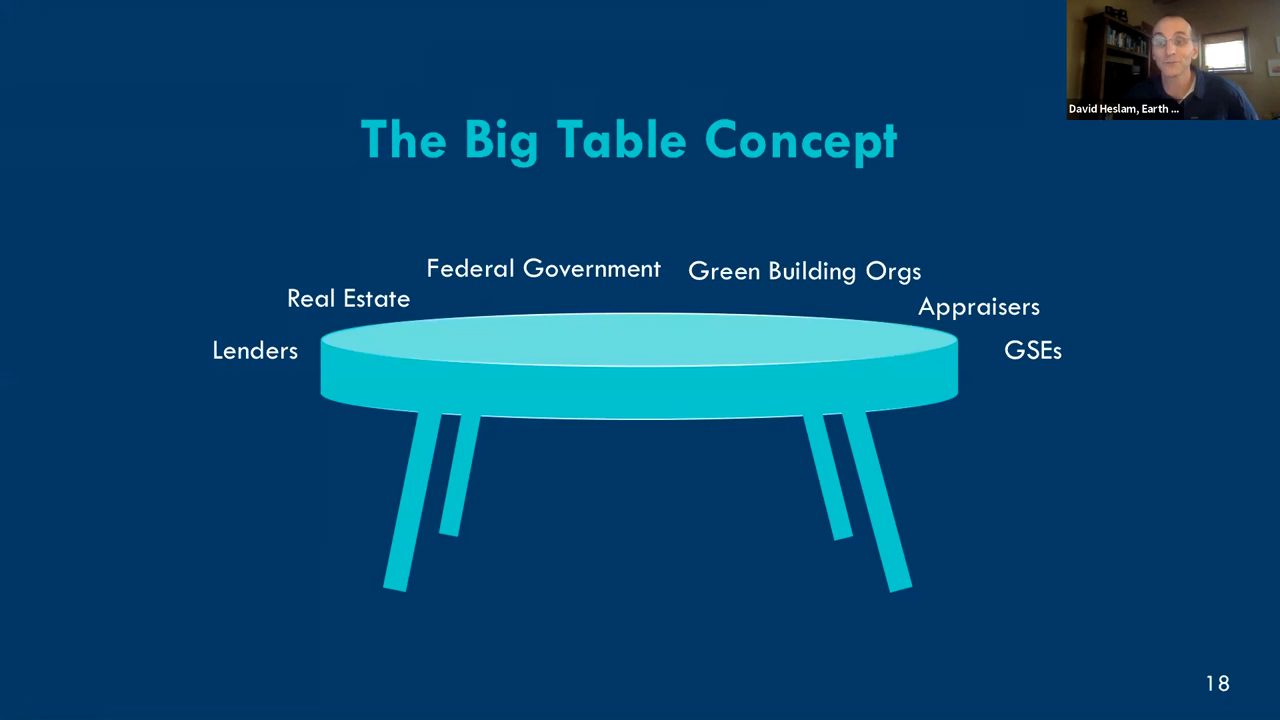 David Heslam, Earth ...
The Big Table Concept
Federal Government
Green Building Orgs
Real Estate
Appraisers
Lenders
GSEs
18